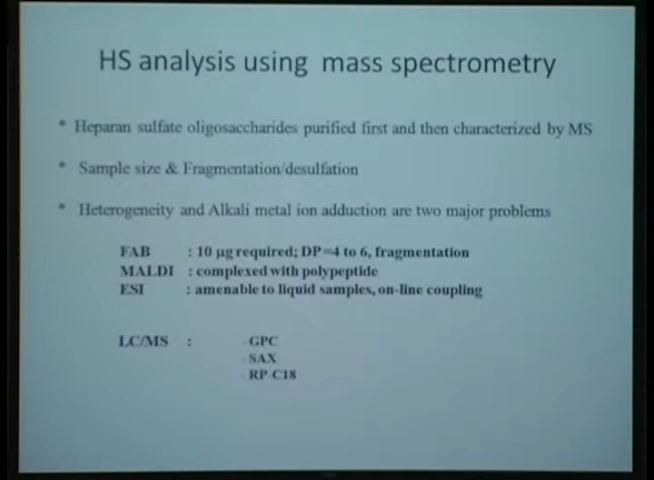 HS analysis using mass spectrometry
* Heparan sulfate oligosaccharides purified first and then characterized by MS
* Sample size & Fragmentation/desulfation
* Heterogeneity and Alkali metal ion adduction are two major problems
FAB : 10 µg required; DP=4 to 6, fragmentation
MALDI : complexed with polypeptide
ESI : amenable to liquid samples, on-line coupling
LC/MS : - GPC
- SAX
- RP C18